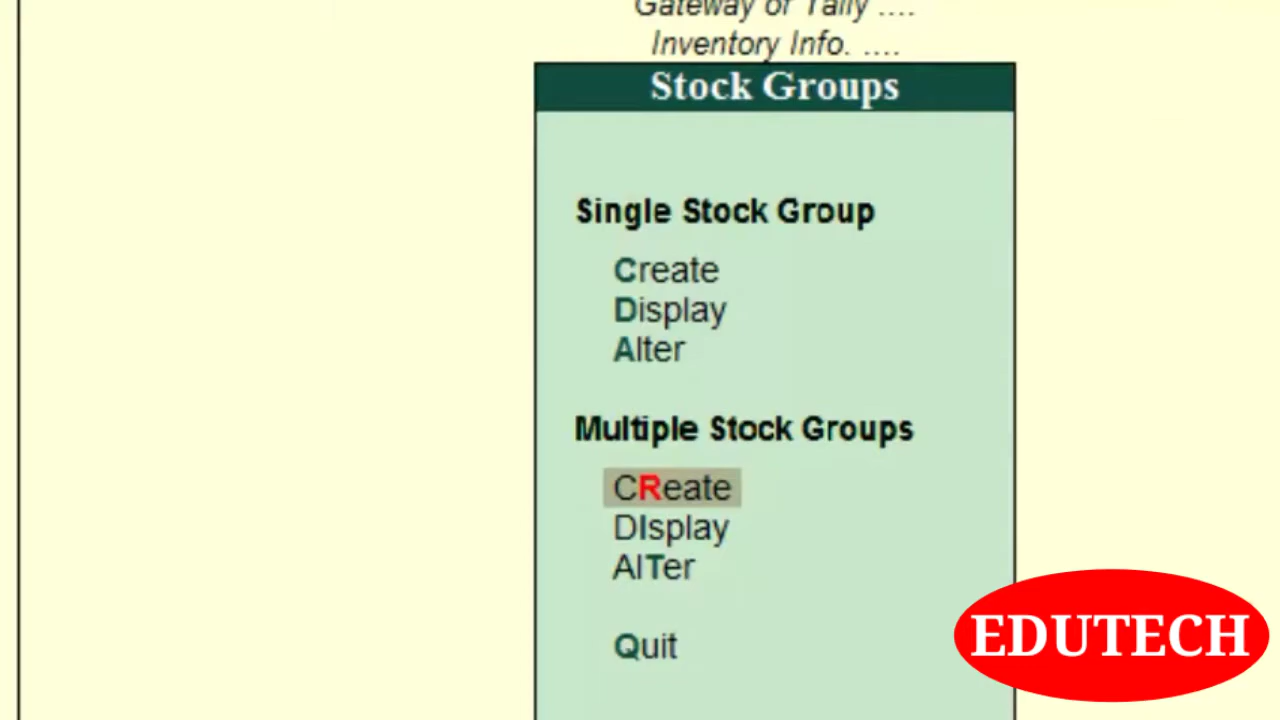 Gateway of Tally ....
Inventory Info. ....
Stock Groups
Single Stock Group
Create
Display
Alter
Multiple Stock Groups
CReate
DIsplay
AlTer
Quit
EDUTECH